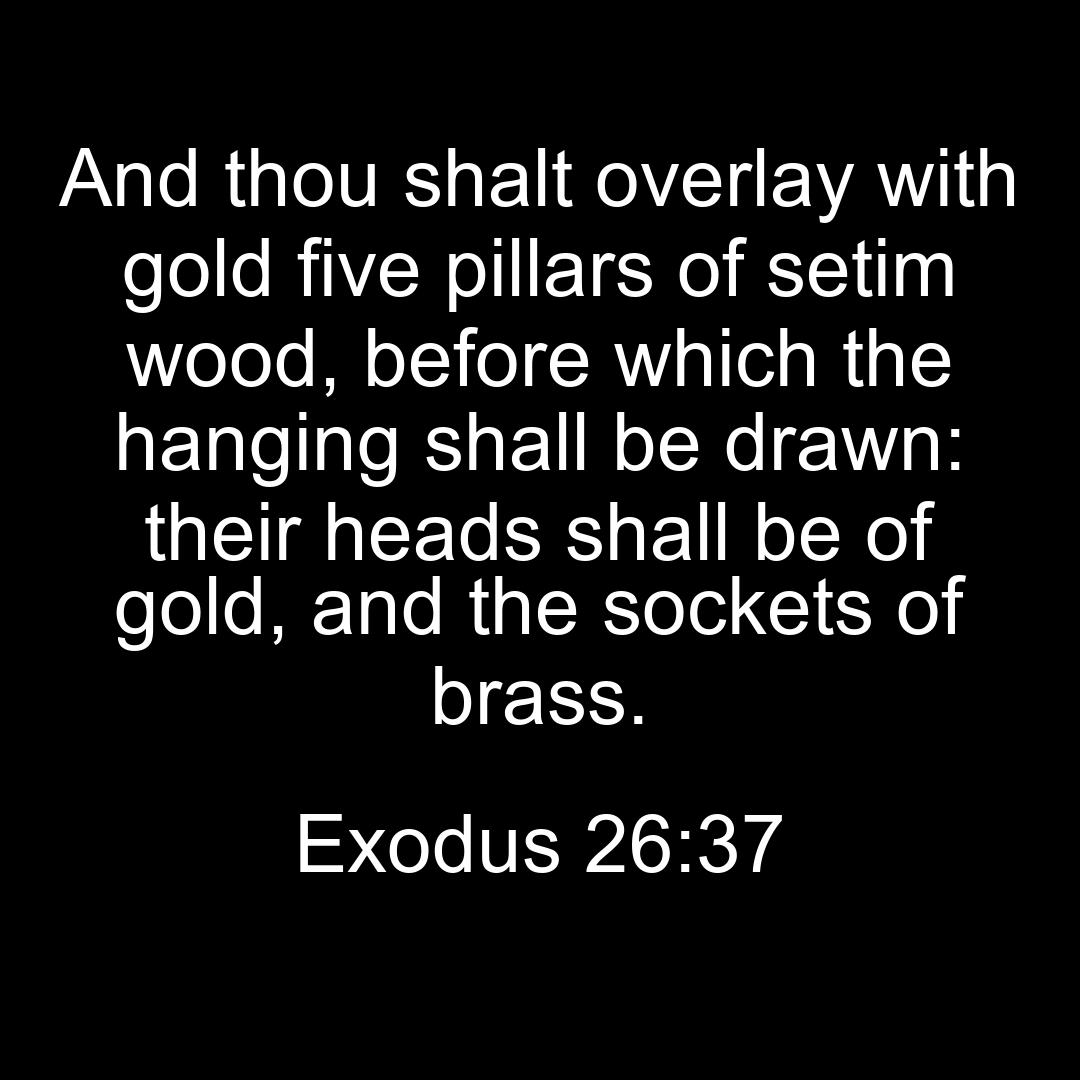 And thou shalt overlay with
gold five pillars of setim
wood, before which the
hanging shall be drawn:
their heads shall be of
gold, and the sockets of
brass.
Exodus 26:37